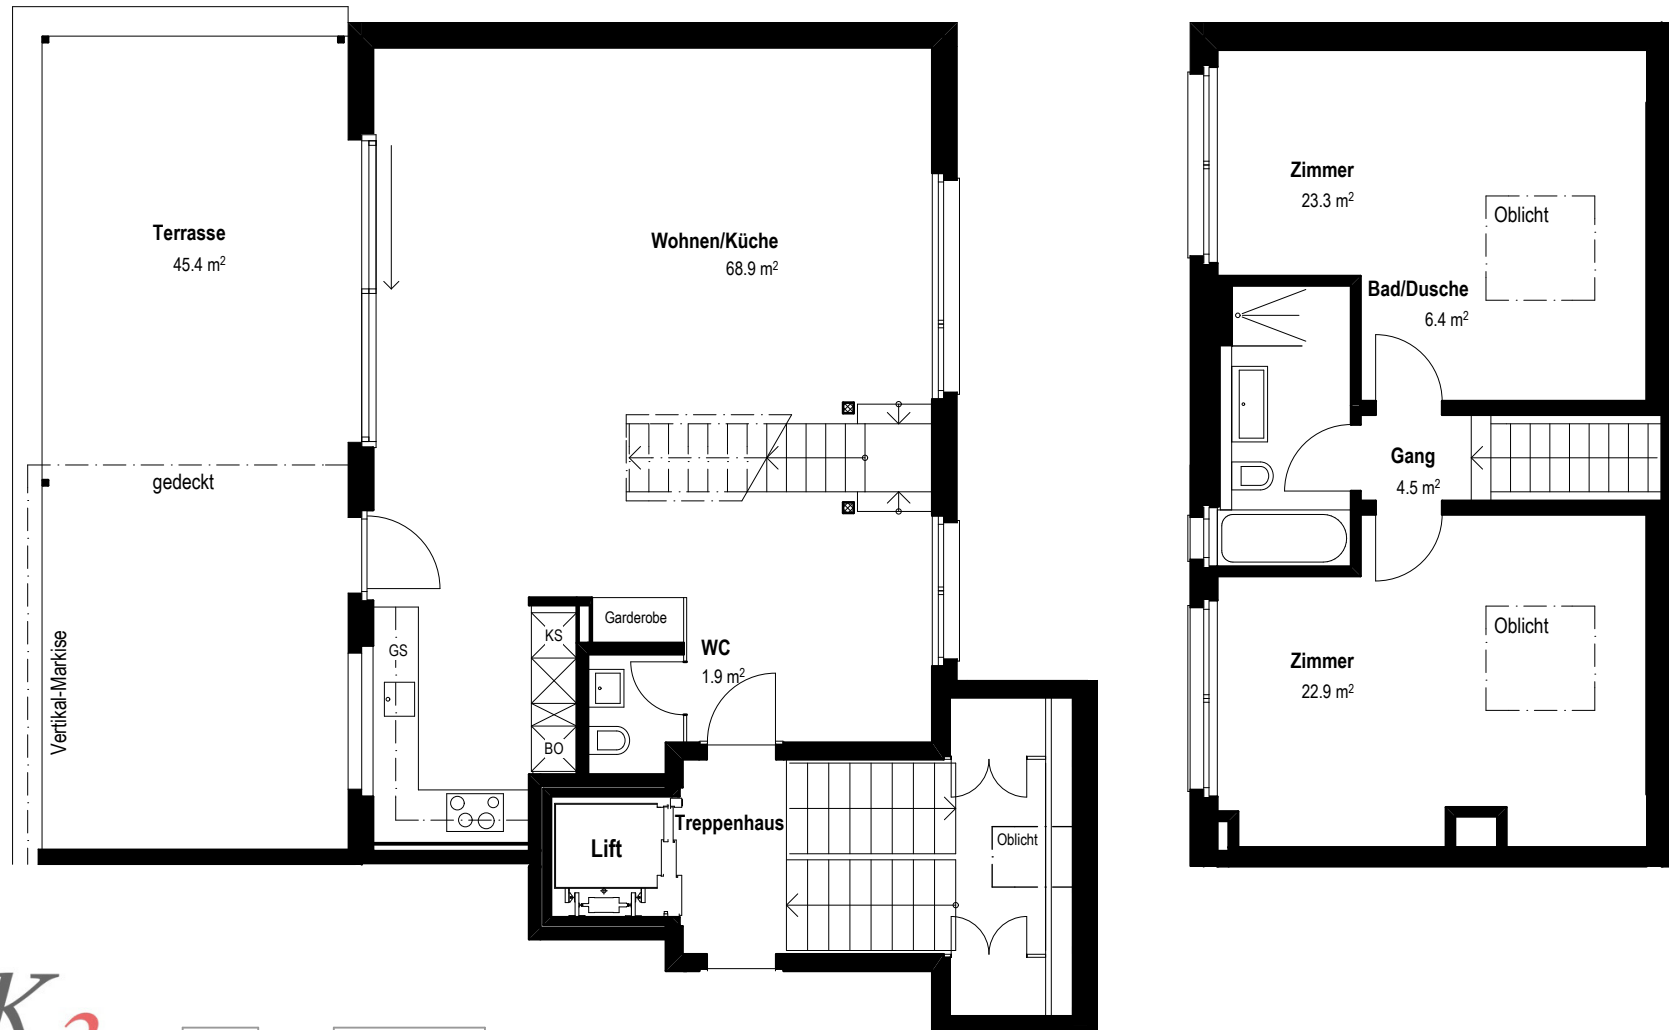 Terrasse
45.4 m²
gedeckt
Vertikal-Markise
Wohnen/Küche
68.9 m²
Garderobe
KS
GS
BO
WC
1.9 m²
Lift
Treppenhaus
Oblicht
Zimmer
23.3 m²
Oblicht
Bad/Dusche
6.4 m²
Gang
4.5 m²
Zimmer
22.9 m²
Oblicht
K